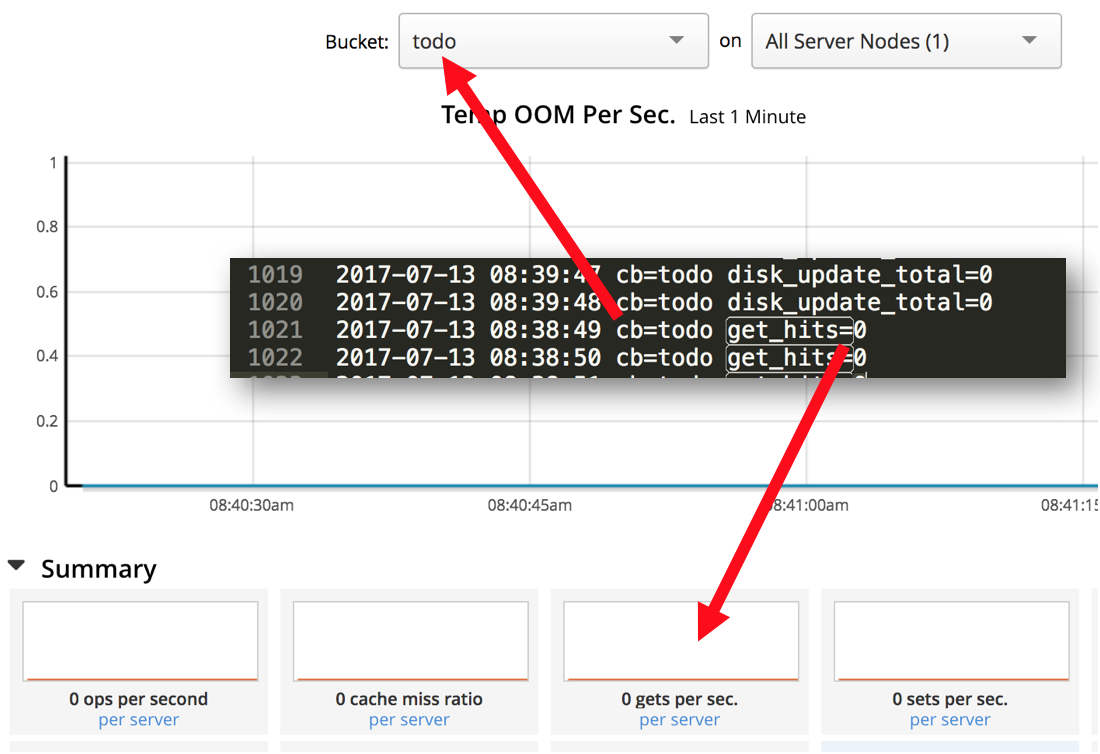 Bucket: todo on All Server Nodes (1)
Temp OOM Per Sec. Last 1 Minute
1
0.8
0.6
0.4
0.2
0
1019 2017-07-13 08:39:47 cb=todo disk_update_total=0
1020 2017-07-13 08:39:48 cb=todo disk_update_total=0
1021 2017-07-13 08:38:49 cb=todo get_hits=0
1022 2017-07-13 08:38:50 cb=todo get_hits=0
08:40:30am 08:40:45am 08:41:00am 08:41:15
Summary
0 ops per second 0 cache miss ratio 0 gets per sec. 0 sets per sec.
per server per server per server per server